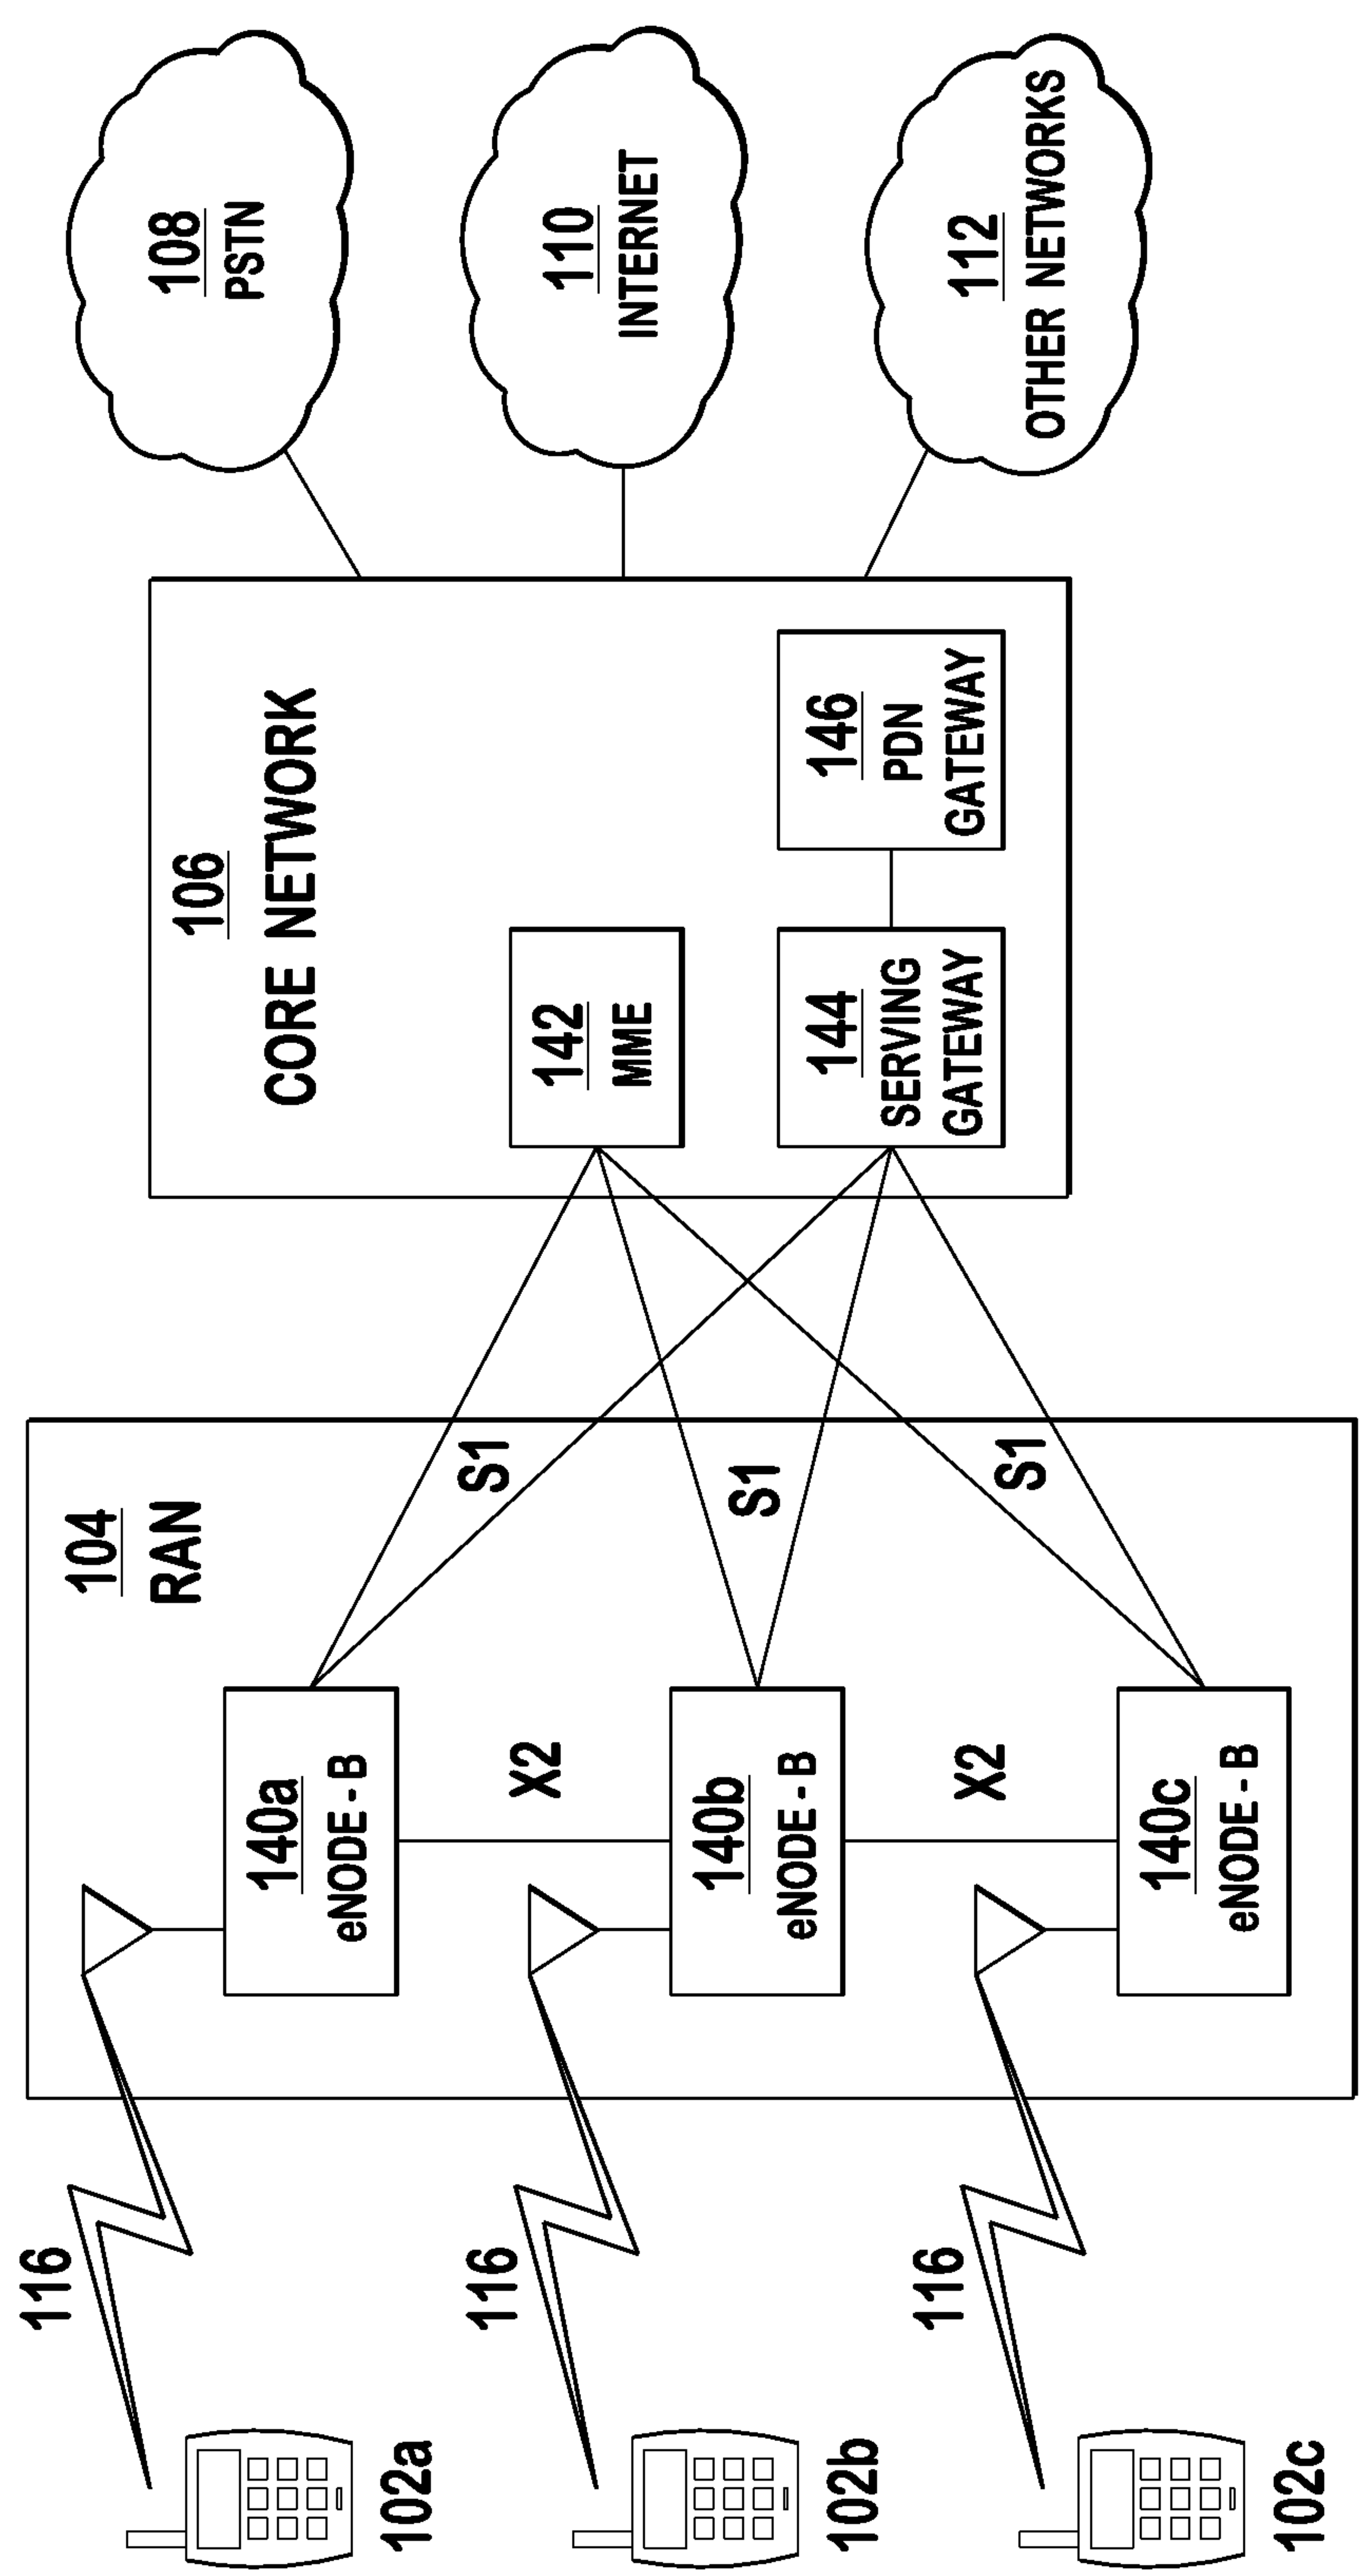 116
102a
116
102b
116
102c
104
RAN
140a
eNODE - B
X2
140b
eNODE - B
X2
140c
eNODE - B
S1
S1
S1
106
CORE NETWORK
142
MME
144
SERVING
GATEWAY
146
PDN
GATEWAY
108
PSTN
110
INTERNET
112
OTHER NETWORKS